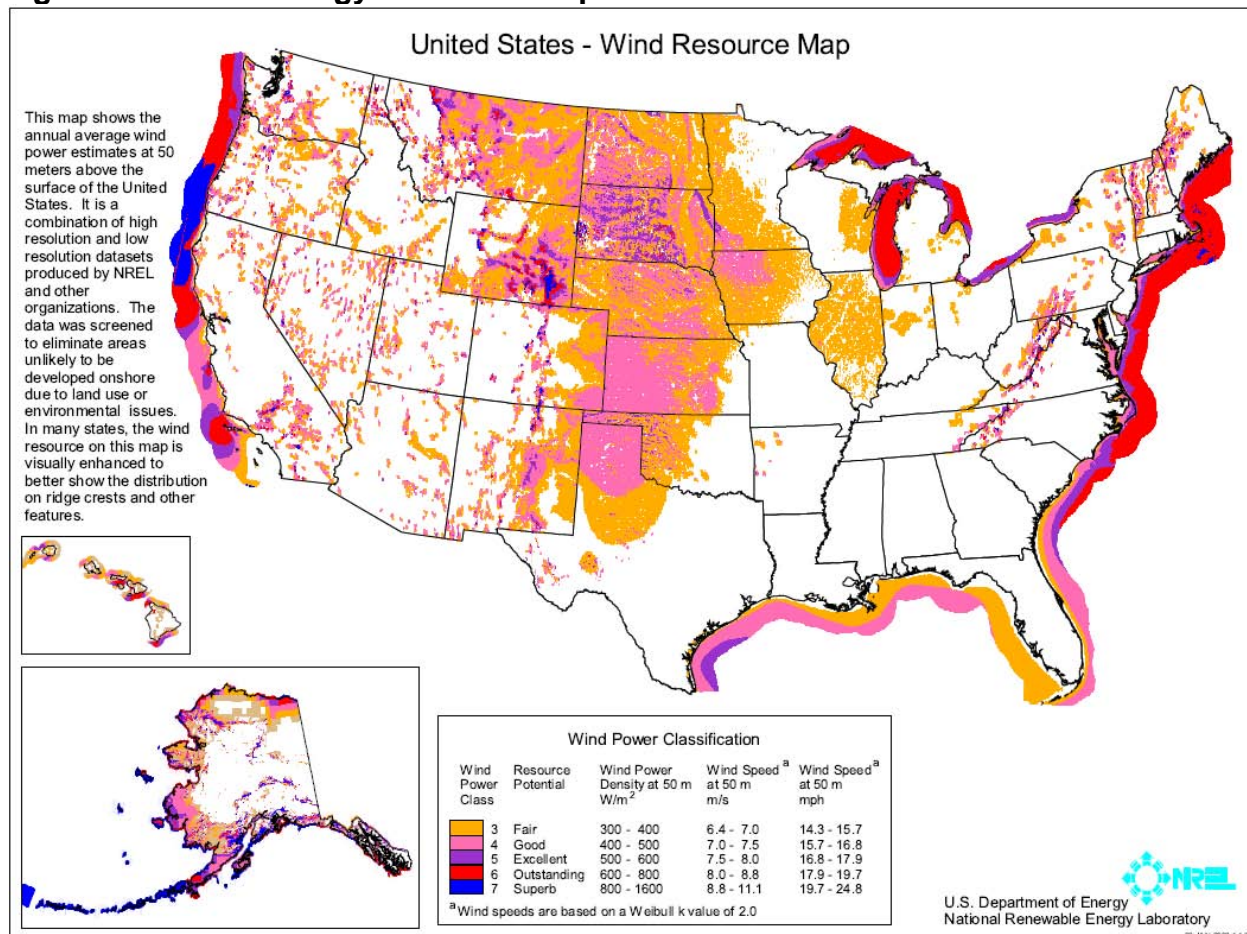 United States - Wind Resource Map
This map shows the
annual average wind
power estimates at 50
meters above the
surface of the United
States. It is a
combination of high
resolution and low
resolution datasets
produced by NREL
and other
organizations. The
data was screened
to eliminate areas
unlikely to be
developed onshore
due to land use or
environmental issues.
In many states, the wind
resource on this map is
visually enhanced to
better show the distribution
on ridge crests and other
features.
Wind Power Classification
Wind Power Class Resource Potential Wind Power Density at 50 m W/m² Wind Speed ᵃ at 50 m m/s Wind Speed ᵃ at 50 m mph
3 Fair 300 - 400 6.4 - 7.0 14.3 - 15.7
4 Good 400 - 500 7.0 - 7.5 15.7 - 16.8
5 Excellent 500 - 600 7.5 - 8.0 16.8 - 17.9
6 Outstanding 600 - 800 8.0 - 8.8 17.9 - 19.7
7 Superb 800 - 1600 8.8 - 11.1 19.7 - 24.8
ᵃ Wind speeds are based on a Weibull k value of 2.0
NREL
U.S. Department of Energy
National Renewable Energy Laboratory